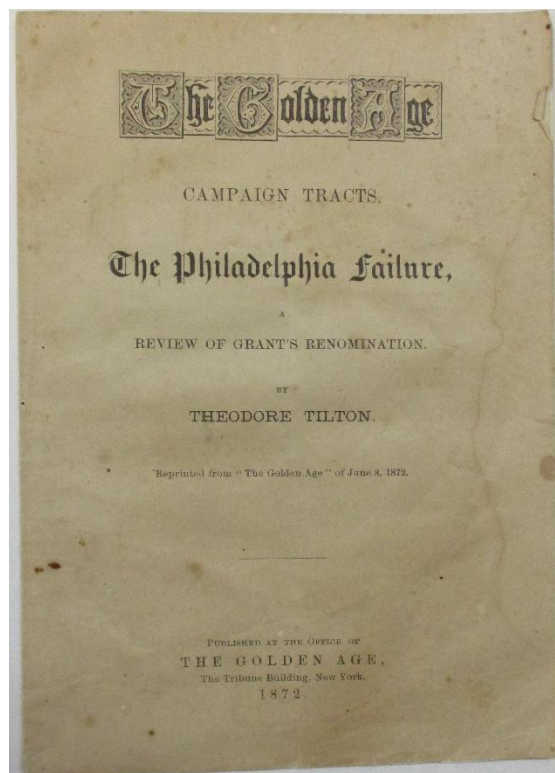 The Golden Age
CAMPAIGN TRACTS.
The Philadelphia Failure,
A
REVIEW OF GRANT'S RENOMINATION.
BY
THEODORE TILTON.
Reprinted from "The Golden Age" of June 8, 1872.
PUBLISHED AT THE OFFICE OF
THE GOLDEN AGE,
The Tribune Building, New York.
1872.